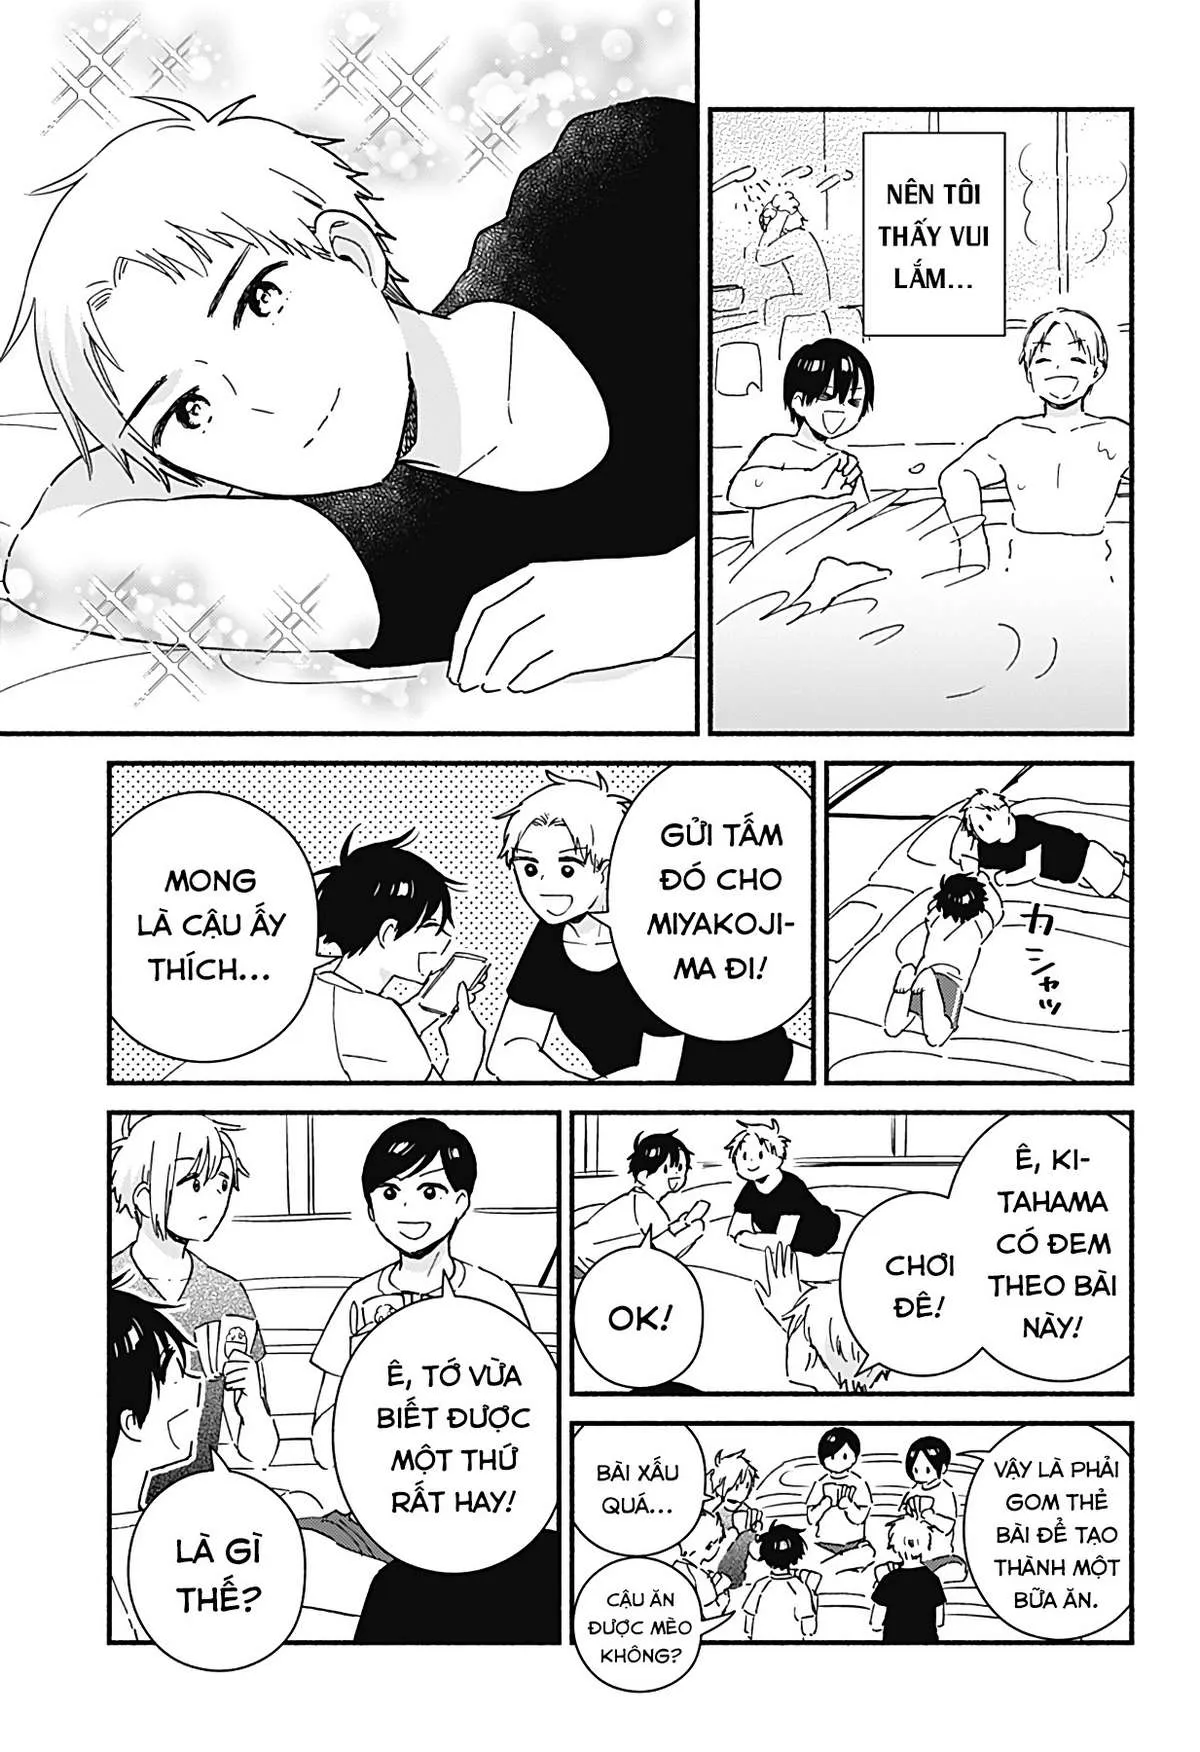 NÊN TÔI
THẤY VUI
LẮM...
カシャッ
GỬI TẤM
ĐÓ CHO
MIYAKOJI-
MA ĐI!
MONG
LÀ CẬU ẤY
THÍCH...
Ê, KI-
TAHAMA
CÓ ĐEM
THEO BÀI
NÀY!
CHƠI
ĐÊ!
OK!
VẬY LÀ PHẢI
GOM THẺ
BÀI ĐỂ TẠO
THÀNH MỘT
BỮA ĂN.
BÀI XẤU
QUÁ...
CẬU ĂN
ĐƯỢC MÈO
KHÔNG?
Ê, TỚ VỪA
BIẾT ĐƯỢC
MỘT THỨ
RẤT HAY!
LÀ GÌ
THẾ?